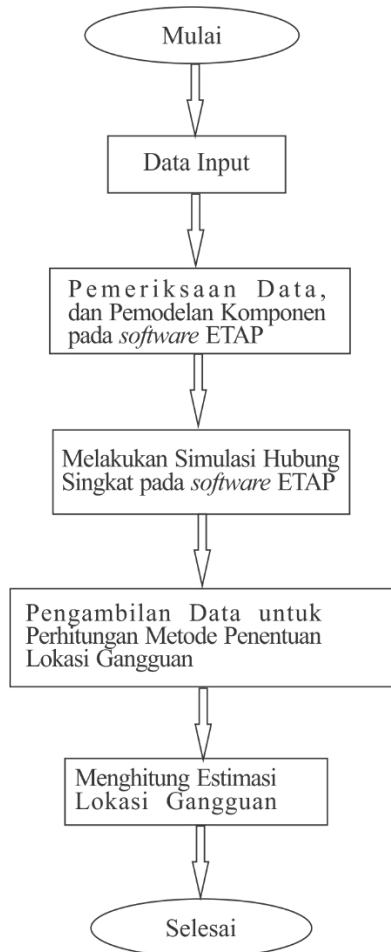 Mulai
Data Input
Pemeriksaan Data,
dan Pemodelan Komponen
pada software ETAP
Melakukan Simulasi Hubung
Singkat pada software ETAP
Pengambilan Data untuk
Perhitungan Metode Penentuan
Lokasi Gangguan
Menghitung Estimasi
Lokasi Gangguan
Selesai